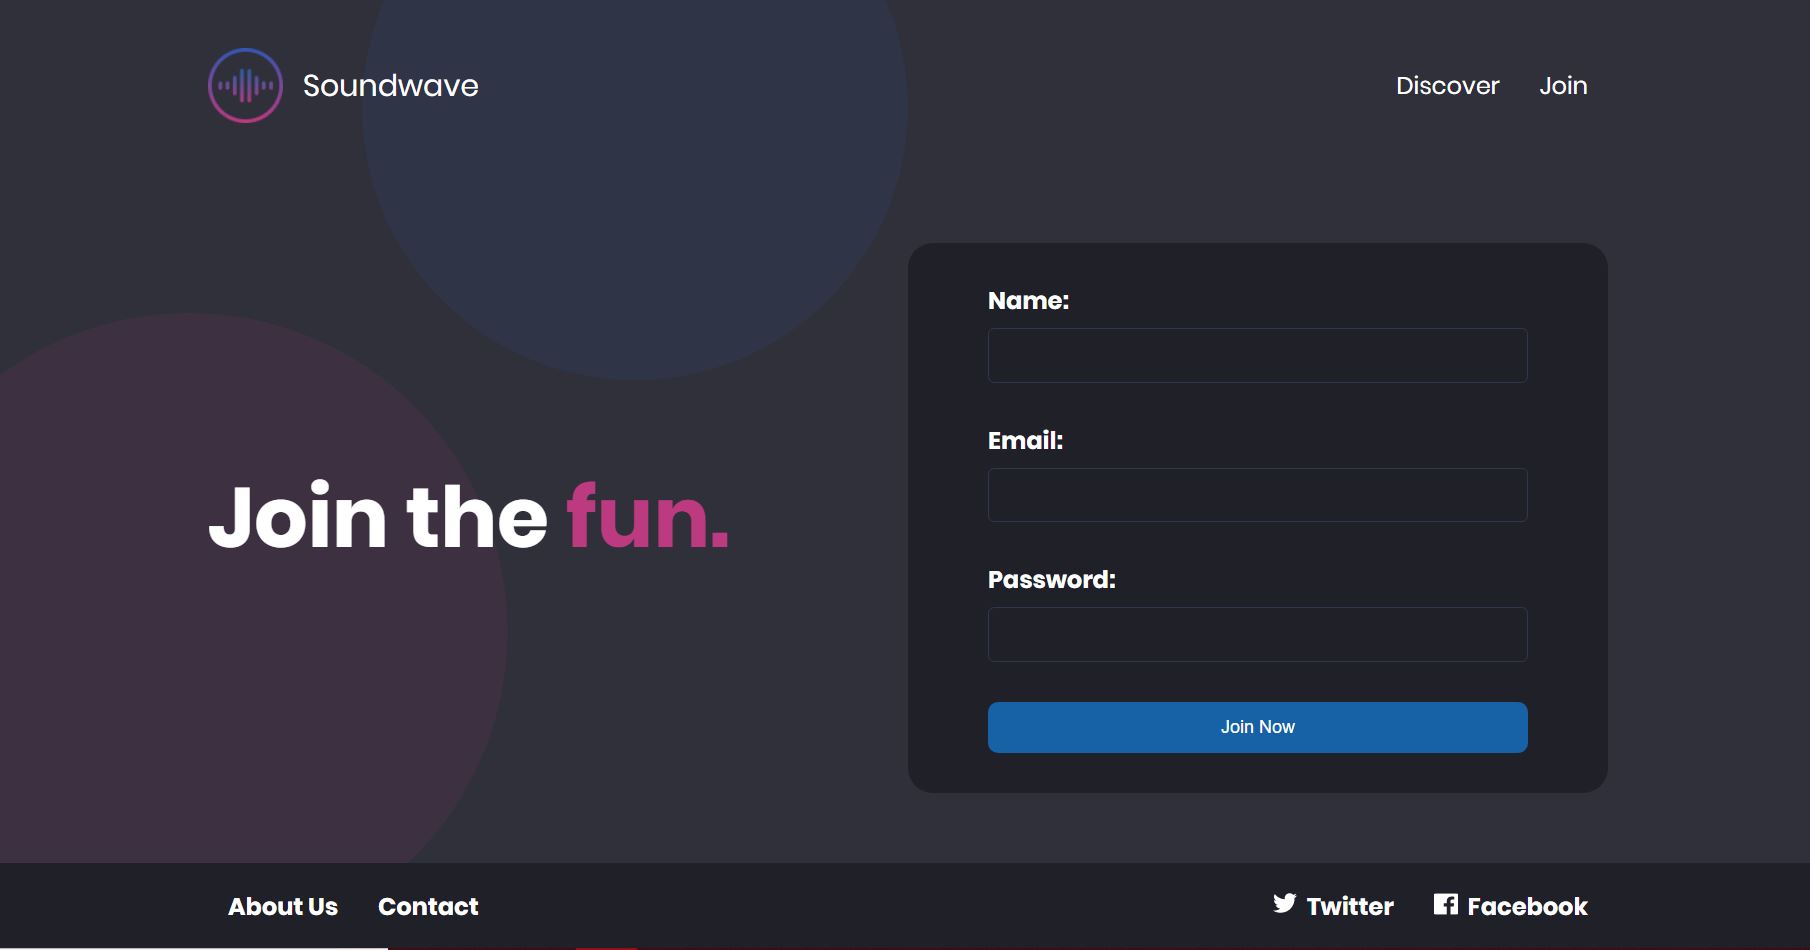 Soundwave
Discover Join
Name:
Email:
Join the fun.
Password:
Join Now
About Us Contact
Twitter Facebook